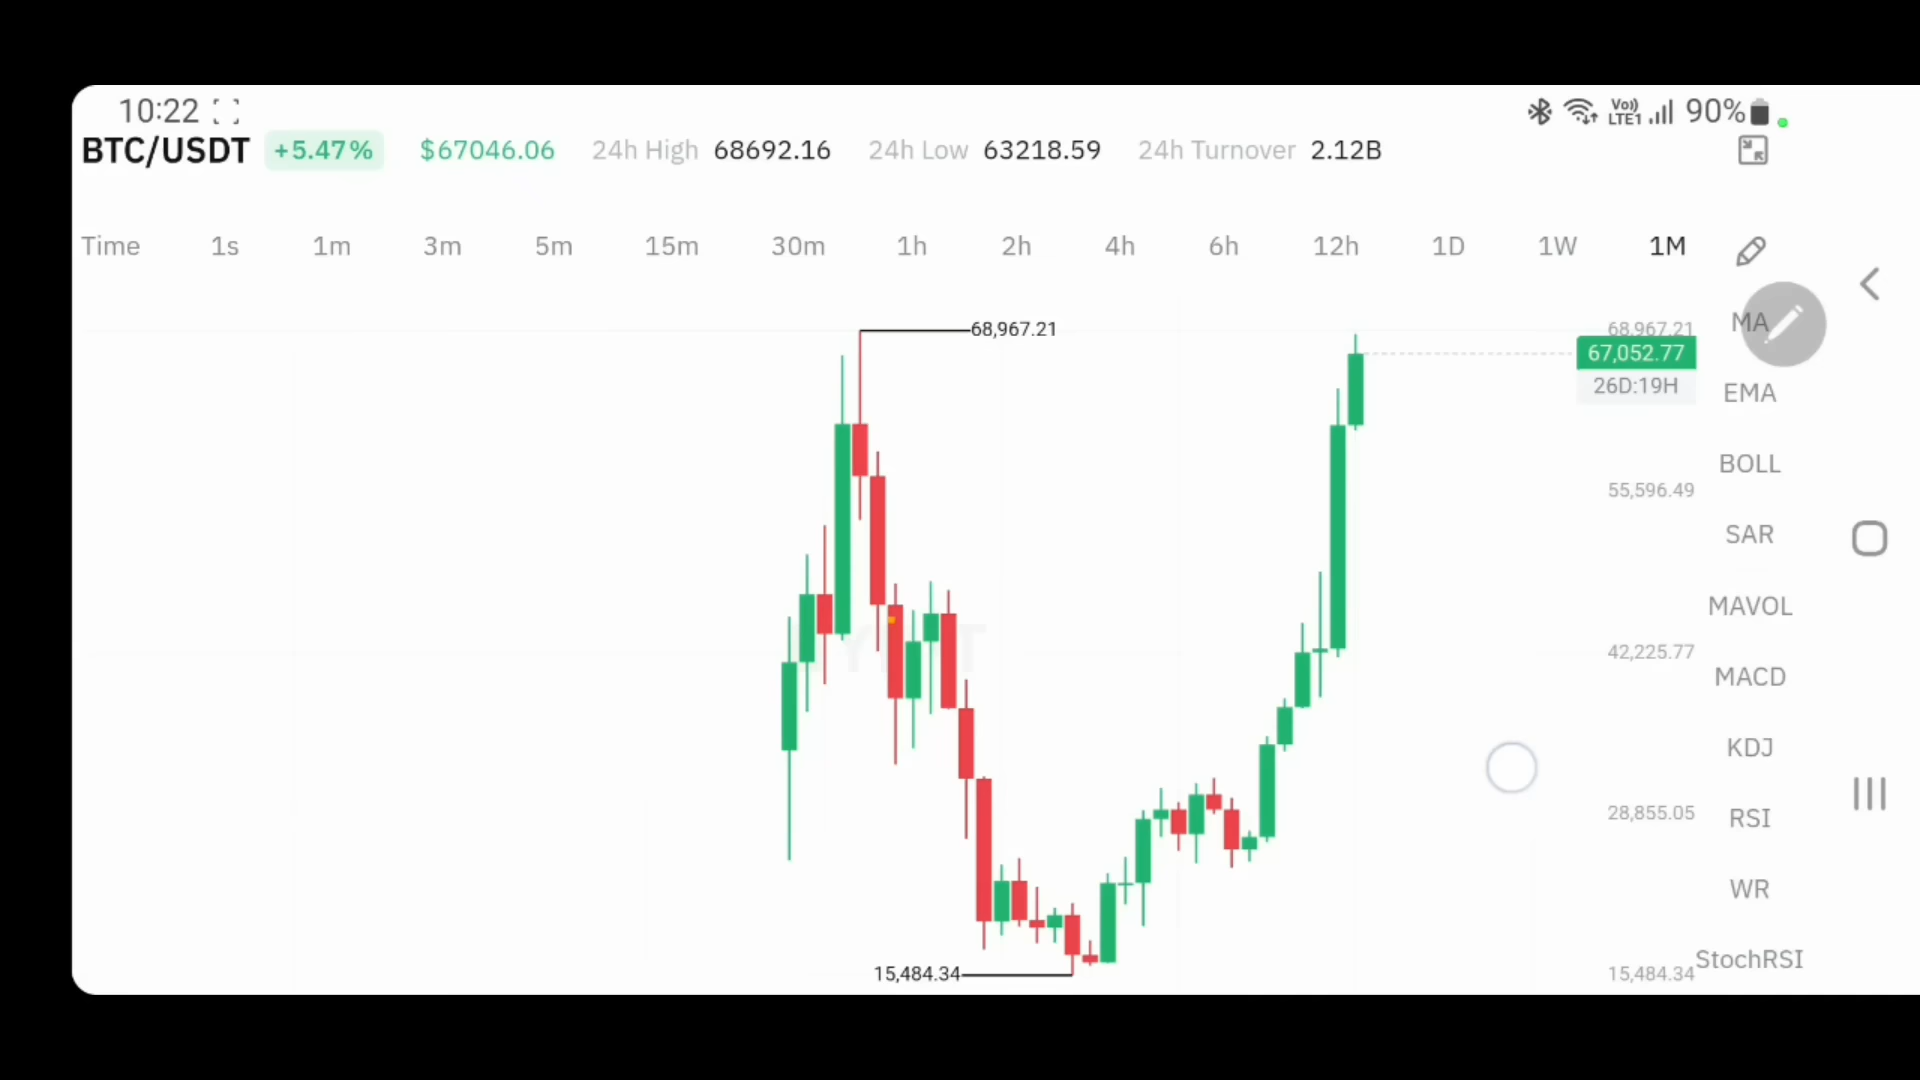 10:22 Vo)) LTE1 90%
BTC/USDT +5.47% $67046.06 24h High 68692.16 24h Low 63218.59 24h Turnover 2.12B
Time 1s 1m 3m 5m 15m 30m 1h 2h 4h 6h 12h 1D 1W 1M
68,967.21 68,967.21 MA
67,052.77
26D:19H EMA
BOLL
55,596.49
SAR
MAVOL
42,225.77
MACD
KDJ
28,855.05 RSI
WR
15,484.34 15,484.34 StochRSI